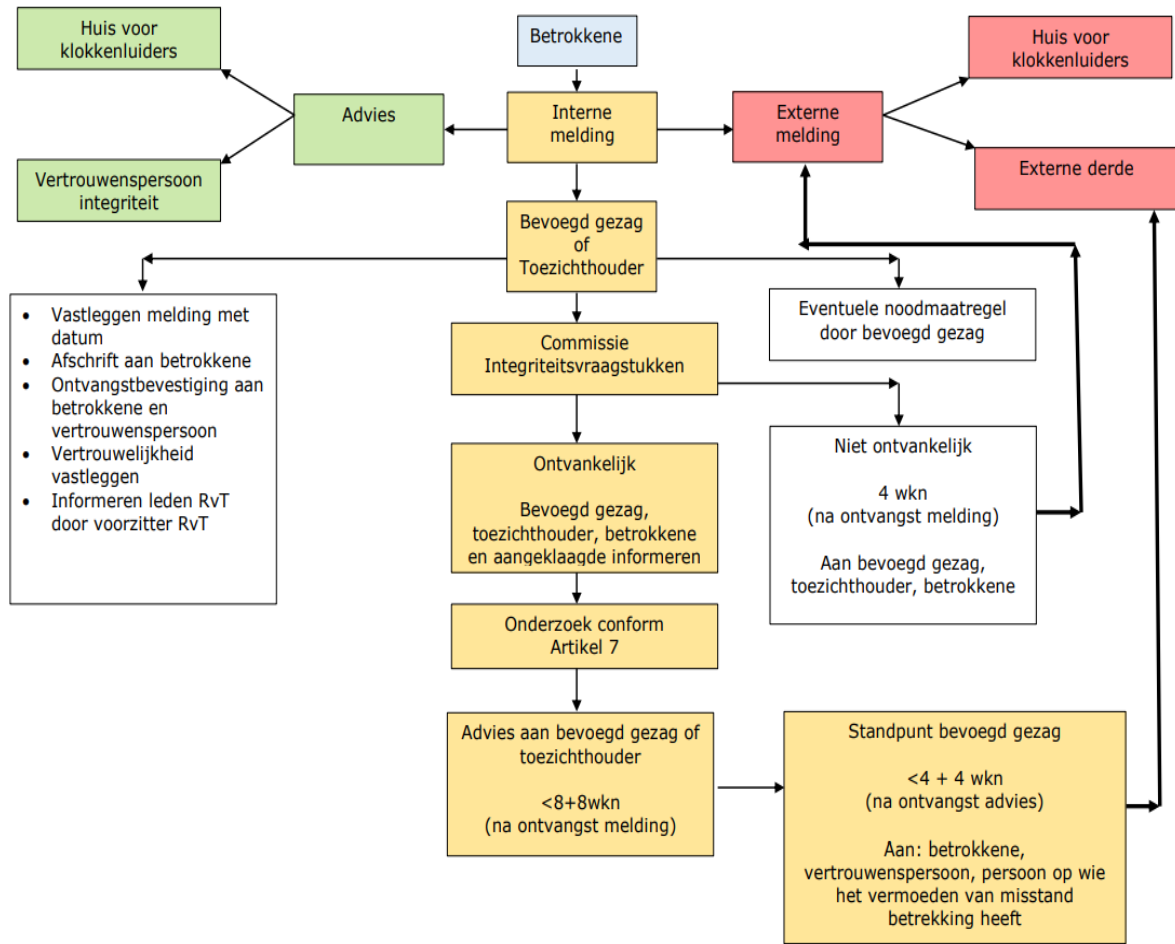 Huis voor
klokkenluiders
Betrokkene
Huis voor
klokkenluiders
Advies
Interne
melding
Externe
melding
Vertrouwenspersoon
integriteit
Externe derde
Bevoegd gezag
of
Toezichthouder
• Vastleggen melding met
datum
• Afschrift aan betrokkene
• Ontvangstbevestiging aan
betrokkene en
vertrouwenspersoon
• Vertrouwelijkheid
vastleggen
• Informeren leden RvT
door voorzitter RvT
Eventuele noodmaatregel
door bevoegd gezag
Commissie
Integriteitsvraagstukken
Ontvankelijk
Bevoegd gezag,
toezichthouder, betrokkene
en aangeklaagde informeren
Niet ontvankelijk
4 wkn
(na ontvangst melding)
Aan bevoegd gezag,
toezichthouder, betrokkene
Onderzoek conform
Artikel 7
Advies aan bevoegd gezag of
toezichthouder
<8+8wkn
(na ontvangst melding)
Standpunt bevoegd gezag
<4 + 4 wkn
(na ontvangst advies)
Aan: betrokkene,
vertrouwenspersoon, persoon op wie
het vermoeden van misstand
betrekking heeft